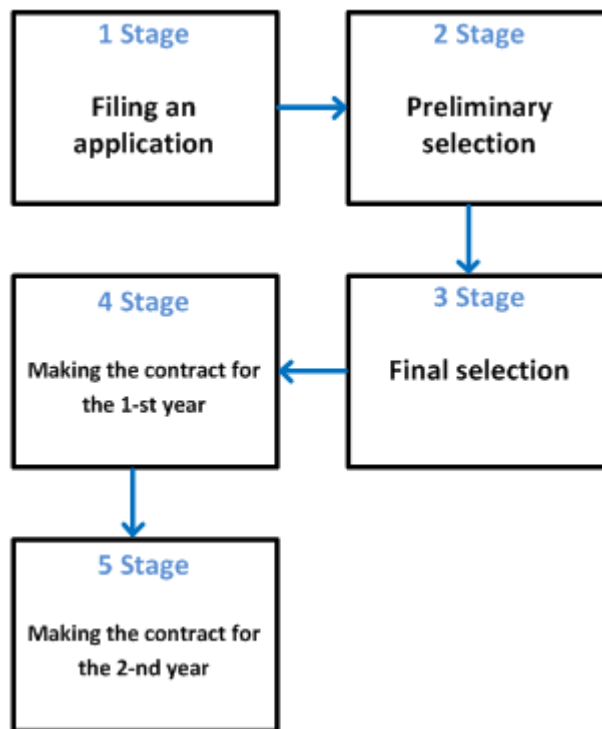 1 Stage
Filing an
application
2 Stage
Preliminary
selection
3 Stage
Final selection
4 Stage
Making the contract for
the 1-st year
5 Stage
Making the contract for
the 2-nd year